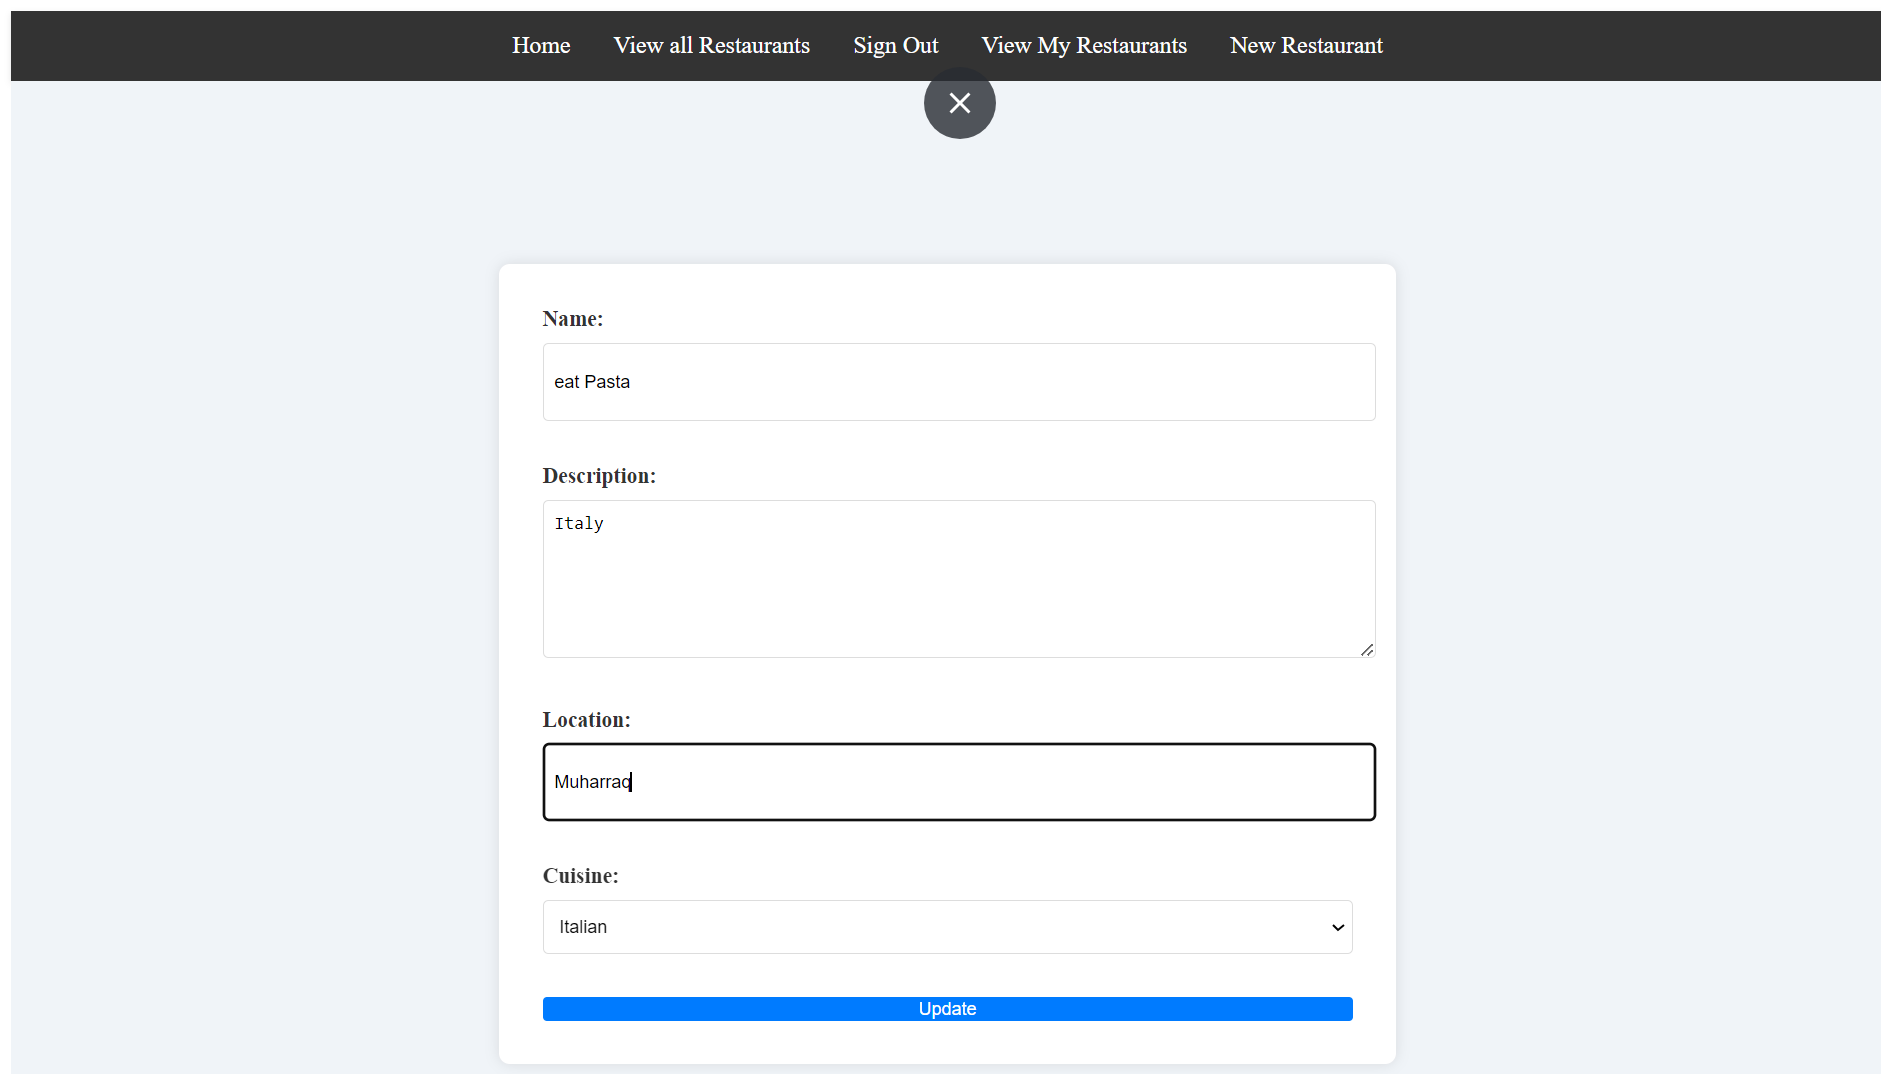 Home View all Restaurants Sign Out View My Restaurants New Restaurant
Name:
eat Pasta
Description:
Italy
Location:
Muharraq
Cuisine:
Italian
Update